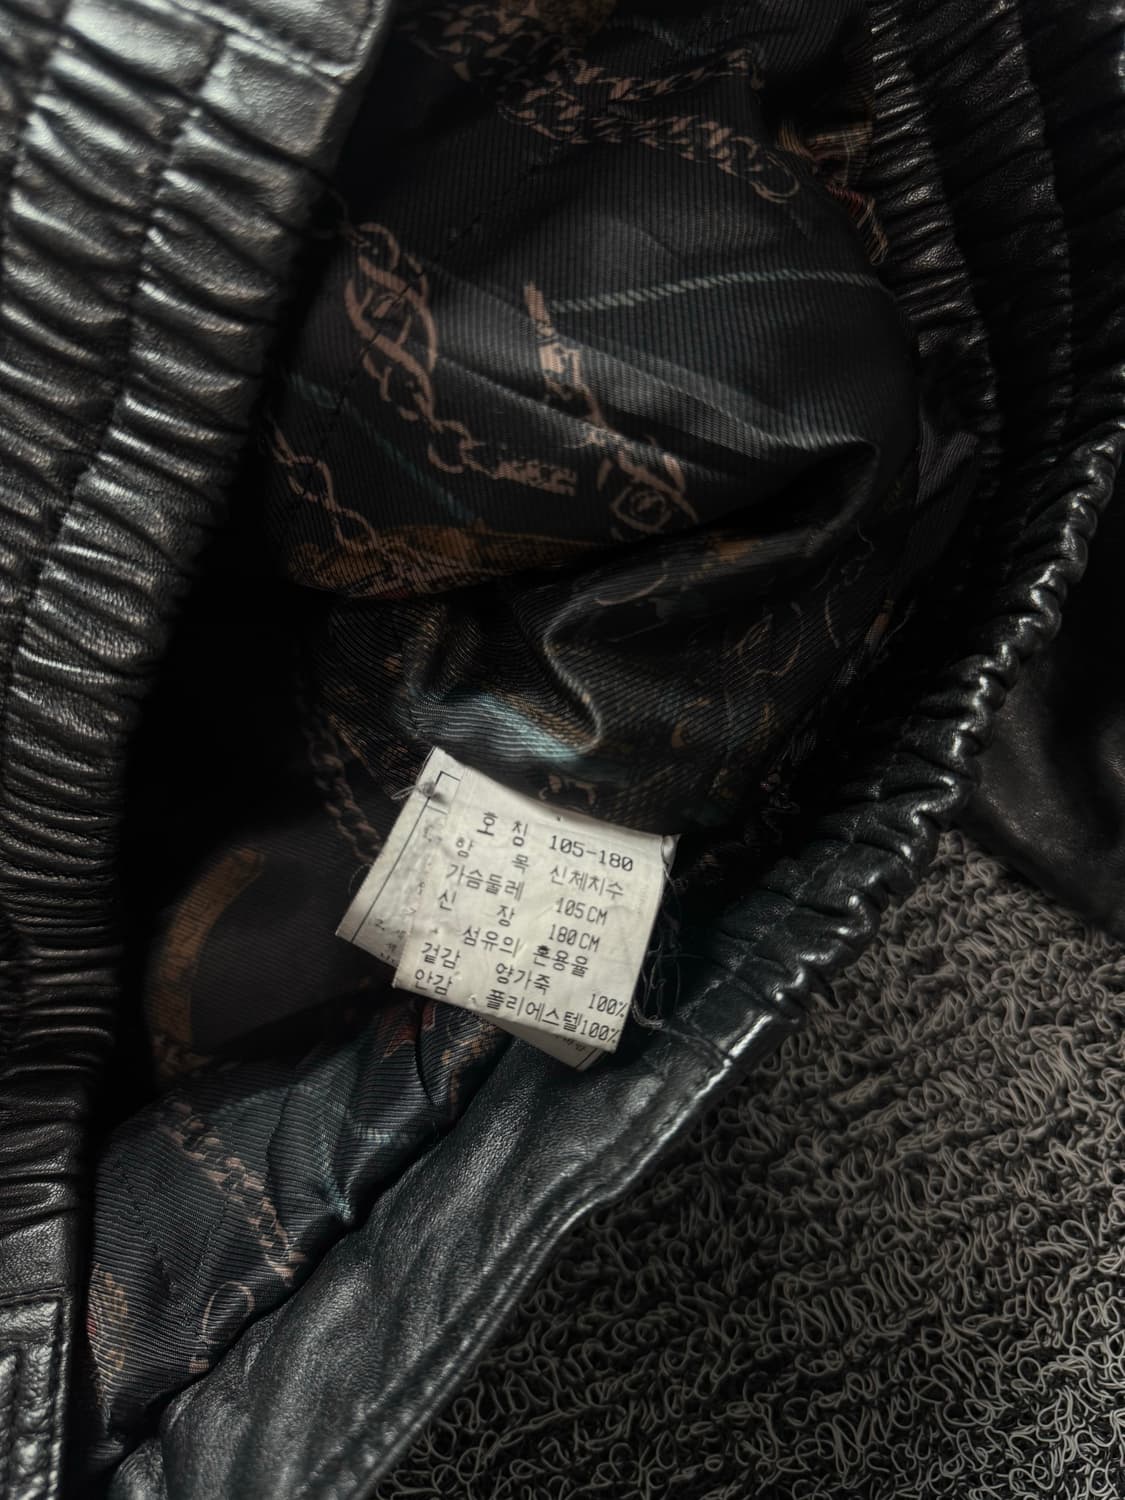 호 칭 105-180
항 목 신체치수
가슴둘레 105CM
신 장 180CM
섬유의 혼용율
겉감 양가죽 100%
안감 폴리에스텔100%